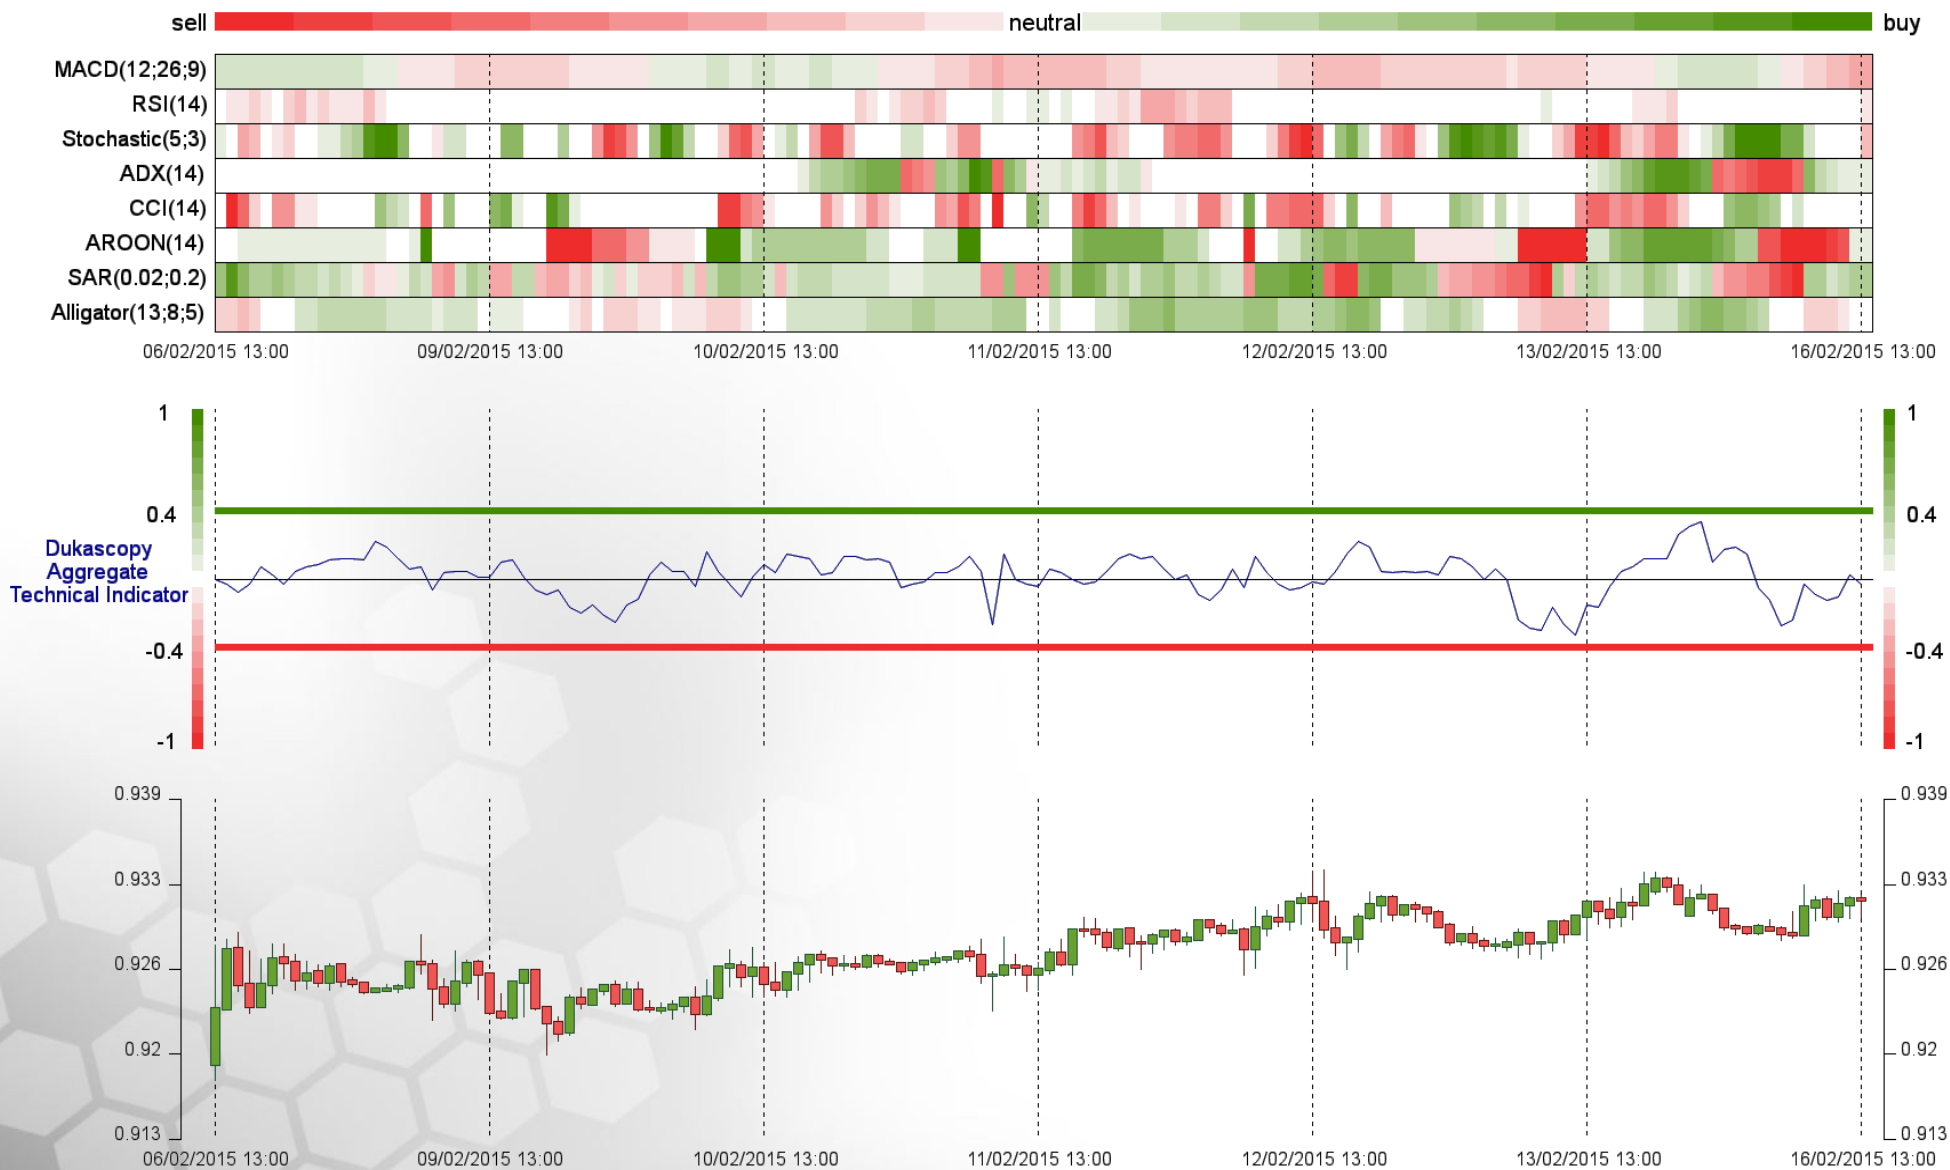 sell neutral buy
MACD(12;26;9)
RSI(14)
Stochastic(5;3)
ADX(14)
CCI(14)
AROON(14)
SAR(0.02;0.2)
Alligator(13;8;5)
06/02/2015 13:00 09/02/2015 13:00 10/02/2015 13:00 11/02/2015 13:00 12/02/2015 13:00 13/02/2015 13:00 16/02/2015 13:00
1 1
0.4 0.4
Dukascopy
Aggregate
Technical Indicator
-0.4 -0.4
-1 -1
0.939 0.939
0.933 0.933
0.926 0.926
0.92 0.92
0.913 0.913
06/02/2015 13:00 09/02/2015 13:00 10/02/2015 13:00 11/02/2015 13:00 12/02/2015 13:00 13/02/2015 13:00 16/02/2015 13:00